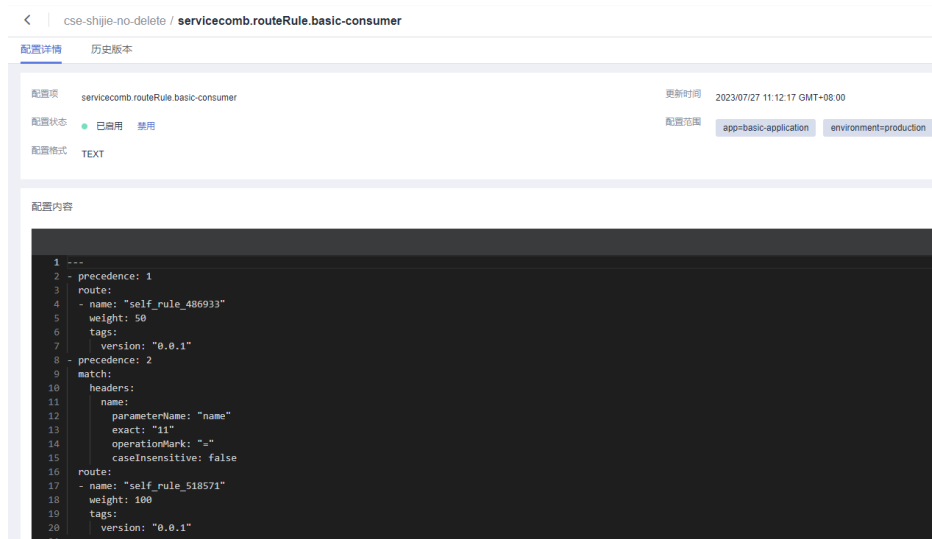 cse-shijie-no-delete / servicecomb.routeRule.basic-consumer
配置详情 历史版本
配置项 servicecomb.routeRule.basic-consumer 更新时间 2023/07/27 11:12:17 GMT+08:00
配置状态 已启用 禁用 配置范围 app=basic-application environment=production
配置格式 TEXT
配置内容
1 ---
2 - precedence: 1
3 route:
4 - name: "self_rule_486933"
5 weight: 50
6 tags:
7 version: "0.0.1"
8 - precedence: 2
9 match:
10 headers:
11 name:
12 parameterName: "name"
13 exact: "11"
14 operationMark: "="
15 caseInsensitive: false
16 route:
17 - name: "self_rule_518571"
18 weight: 100
19 tags:
20 version: "0.0.1"